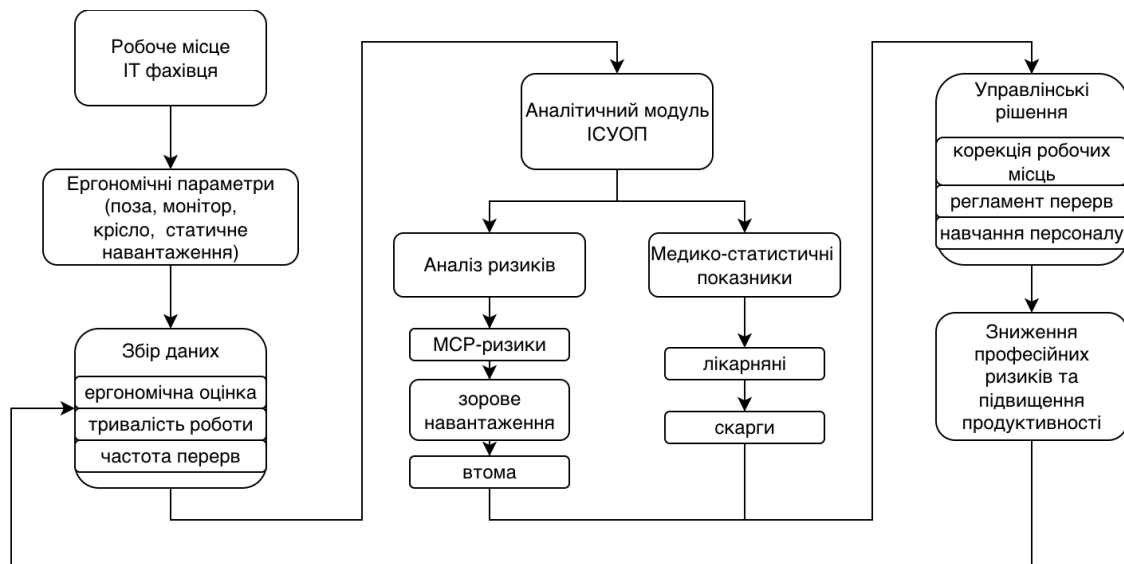 Робоче місце
ІТ фахівця
Ергономічні параметри
(поза, монітор,
крісло, статичне
навантаження)
Збір даних
ергономічна оцінка
тривалість роботи
частота перерв
Аналітичний модуль
ІСУОП
Аналіз ризиків
МСР-ризики
зорове
навантаження
втома
Медико-статистичні
показники
лікарняні
скарги
Управлінські
рішення
корекція робочих
місць
регламент перерв
навчання персоналу
Зниження
професійних
ризиків та
підвищення
продуктивності